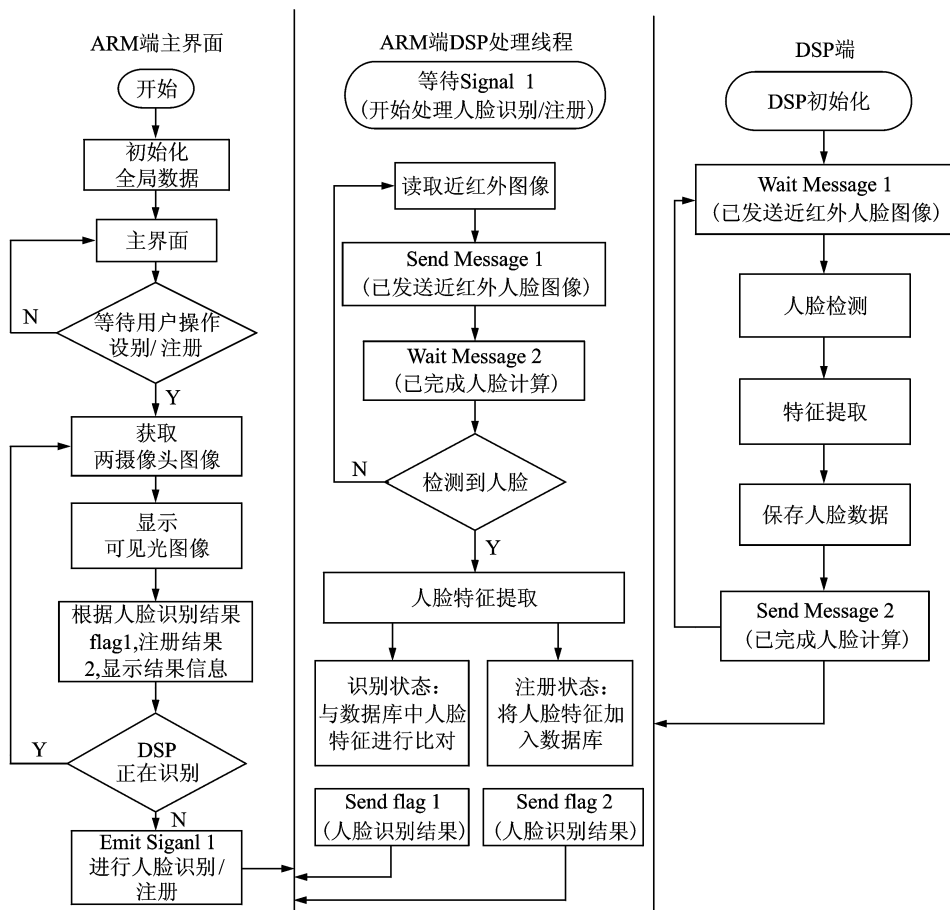 ARM端主界面
开始
初始化
全局数据
主界面
N
等待用户操作
设别/ 注册
Y
获取
两摄像头图像
显示
可见光图像
根据人脸识别结果
flag1,注册结果
2,显示结果信息
Y
DSP
正在识别
N
Emit Siganl 1
进行人脸识别/
注册
ARM端DSP处理线程
等待Signal 1
(开始处理人脸识别/注册)
读取近红外图像
Send Message 1
(已发送近红外人脸图像)
Wait Message 2
(已完成人脸计算)
N
检测到人脸
Y
人脸特征提取
识别状态：
与数据库中人脸
特征进行比对
注册状态：
将人脸特征加
入数据库
Send flag 1
(人脸识别结果)
Send flag 2
(人脸识别结果)
DSP端
DSP初始化
Wait Message 1
(已发送近红外人脸图像)
人脸检测
特征提取
保存人脸数据
Send Message 2
(已完成人脸计算)